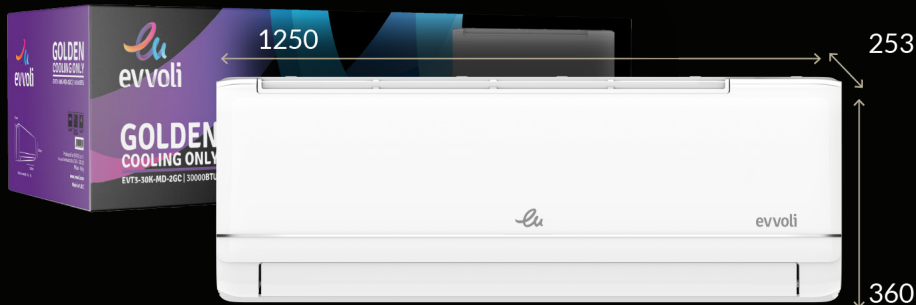 1250
253
360
evvoli
GOLDEN
COOLING ONLY
evvoli
GOLDEN
COOLING ONLY
EVT3-30K-MD-2GC | 30000BTU
evvoli